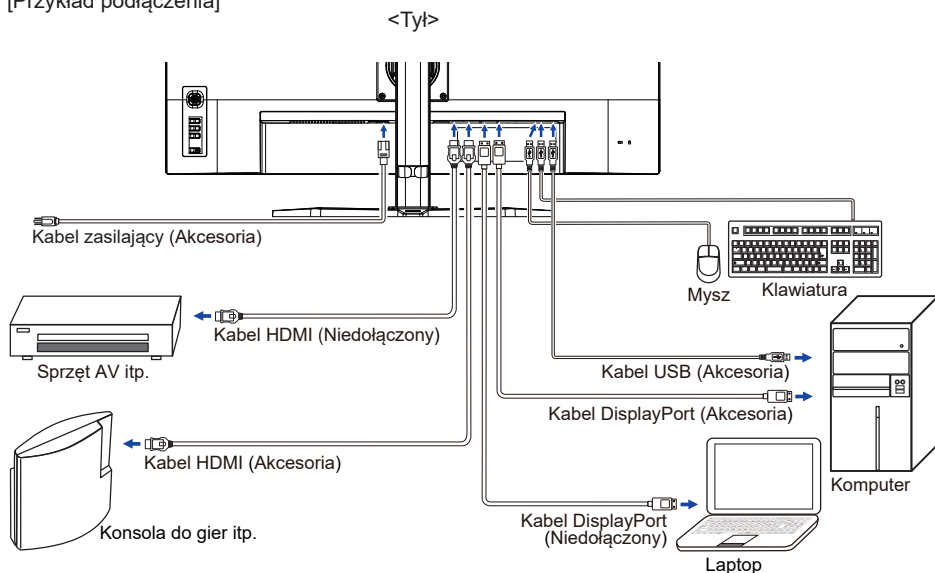 [Przykład podłączenia]
<Tył>
Kabel zasilający (Akcesoria)
Mysz
Klawiatura
Kabel HDMI (Niedołączony)
Sprzęt AV itp.
Kabel USB (Akcesoria)
Kabel DisplayPort (Akcesoria)
Kabel HDMI (Akcesoria)
Komputer
Konsola do gier itp.
Kabel DisplayPort
(Niedołączony)
Laptop